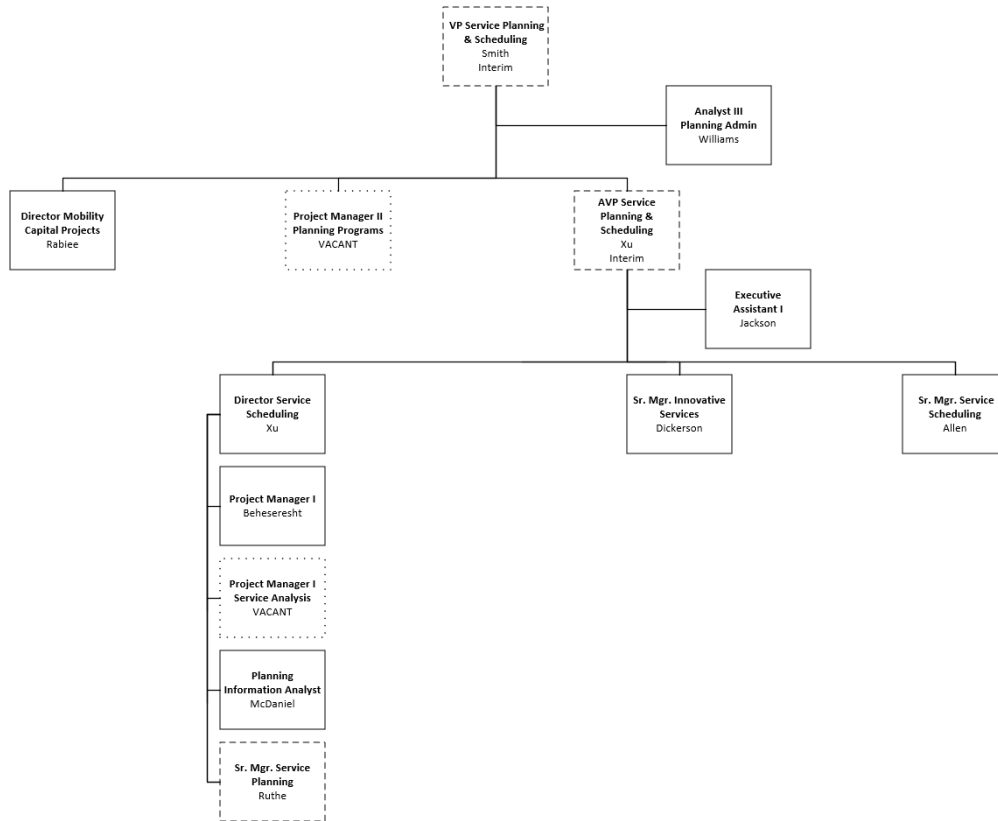 VP Service Planning
& Scheduling
Smith
Interim
Analyst III
Planning Admin
Williams
Director Mobility
Capital Projects
Rabiee
Project Manager II
Planning Programs
VACANT
AVP Service
Planning &
Scheduling
Xu
Interim
Executive
Assistant I
Jackson
Director Service
Scheduling
Xu
Sr. Mgr. Innovative
Services
Dickerson
Sr. Mgr. Service
Scheduling
Allen
Project Manager I
Beheseresht
Project Manager I
Service Analysis
VACANT
Planning
Information Analyst
McDaniel
Sr. Mgr. Service
Planning
Ruthe